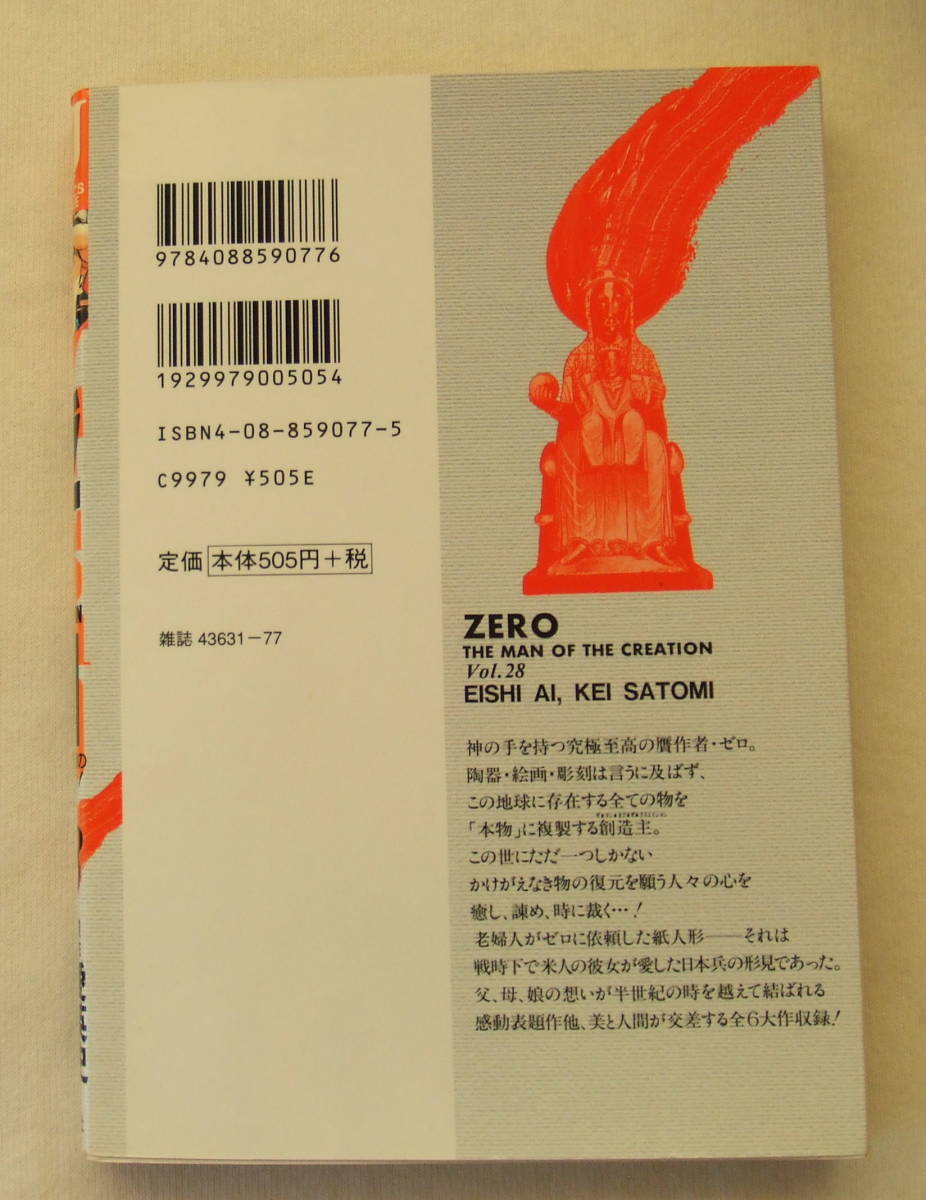 9784088590776
1929979005054
ISBN4-08-859077-5
C9979 ¥505E
定価 本体505円+税
雑誌 43631-77
ZERO
THE MAN OF THE CREATION
Vol.28
EISHI AI, KEI SATOMI
神の手を持つ究極至高の贋作者・ゼロ。
陶器・絵画・彫刻は言うに及ばず、
この地球に存在する全ての物を
「本物」に複製する創造主。
この世にただ一つしかない
かけがえなき物の復元を願う人々の心を
癒し、諫め、時に裁く…!
老婦人がゼロに依頼した紙人形──それは
戦時下で米人の彼女が愛した日本兵の形見であった。
父、母、娘の想いが半世紀の時を越えて結ばれる
感動表題作他、美と人間が交差する全6大作収録!